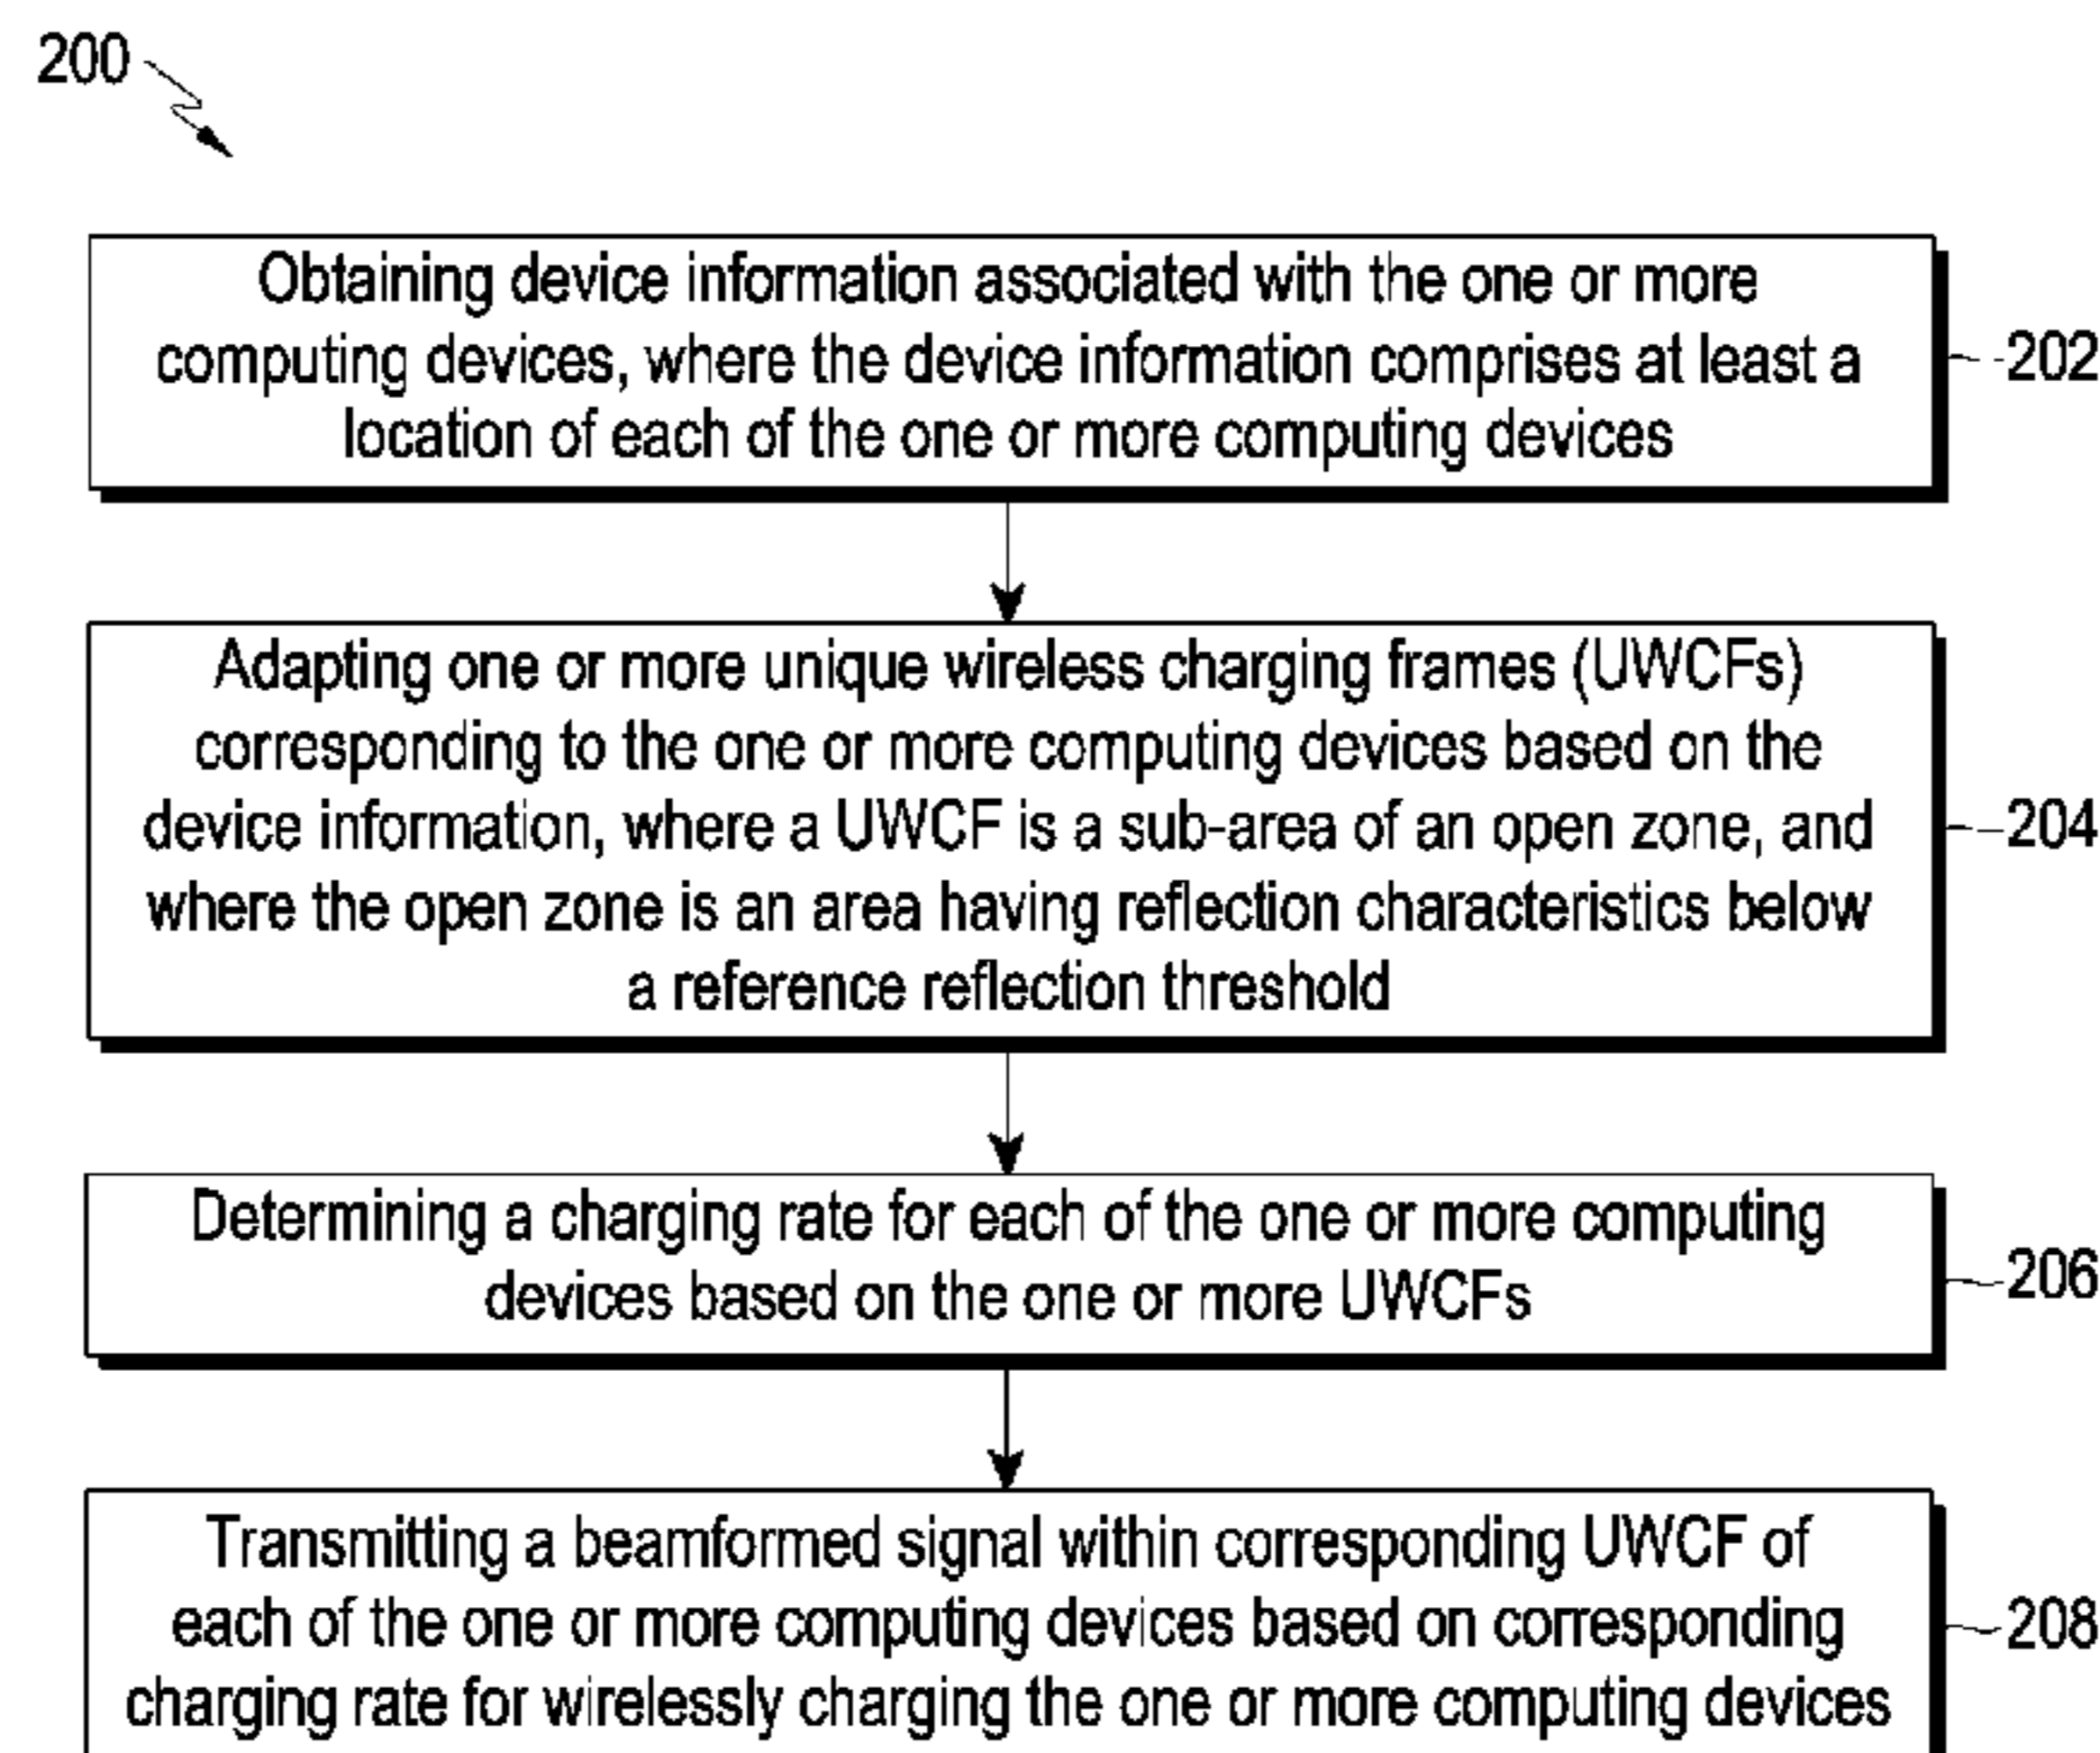 200
Obtaining device information associated with the one or more
computing devices, where the device information comprises at least a
location of each of the one or more computing devices
202
Adapting one or more unique wireless charging frames (UWCFs)
corresponding to the one or more computing devices based on the
device information, where a UWCF is a sub-area of an open zone, and
where the open zone is an area having reflection characteristics below
a reference reflection threshold
204
Determining a charging rate for each of the one or more computing
devices based on the one or more UWCFs
206
Transmitting a beamformed signal within corresponding UWCF of
each of the one or more computing devices based on corresponding
charging rate for wirelessly charging the one or more computing devices
208